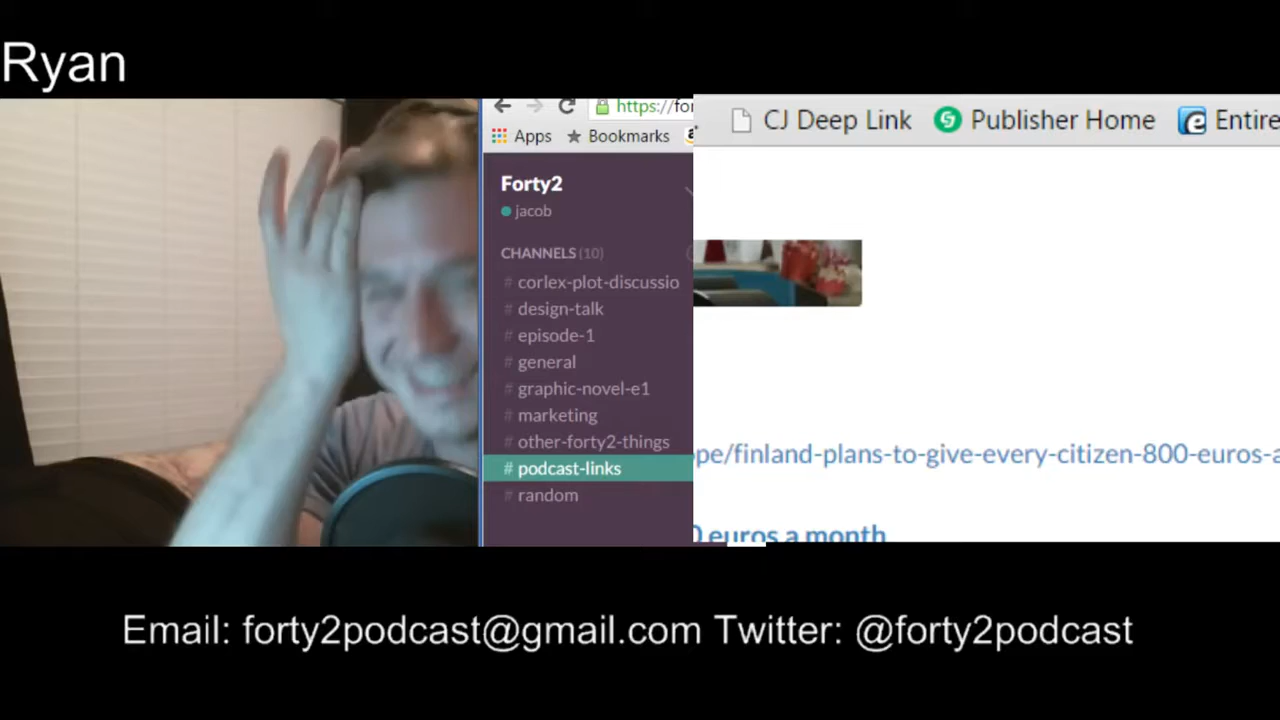 Ryan
https://for
Apps Bookmarks
CJ Deep Link Publisher Home Entire
Forty2
jacob
CHANNELS (10)
# corlex-plot-discussio
# design-talk
# episode-1
# general
# graphic-novel-e1
# marketing
# other-forty2-things
# podcast-links
# random
ope/finland-plans-to-give-every-citizen-800-euros-a
0 euros a month
Email: forty2podcast@gmail.com Twitter: @forty2podcast